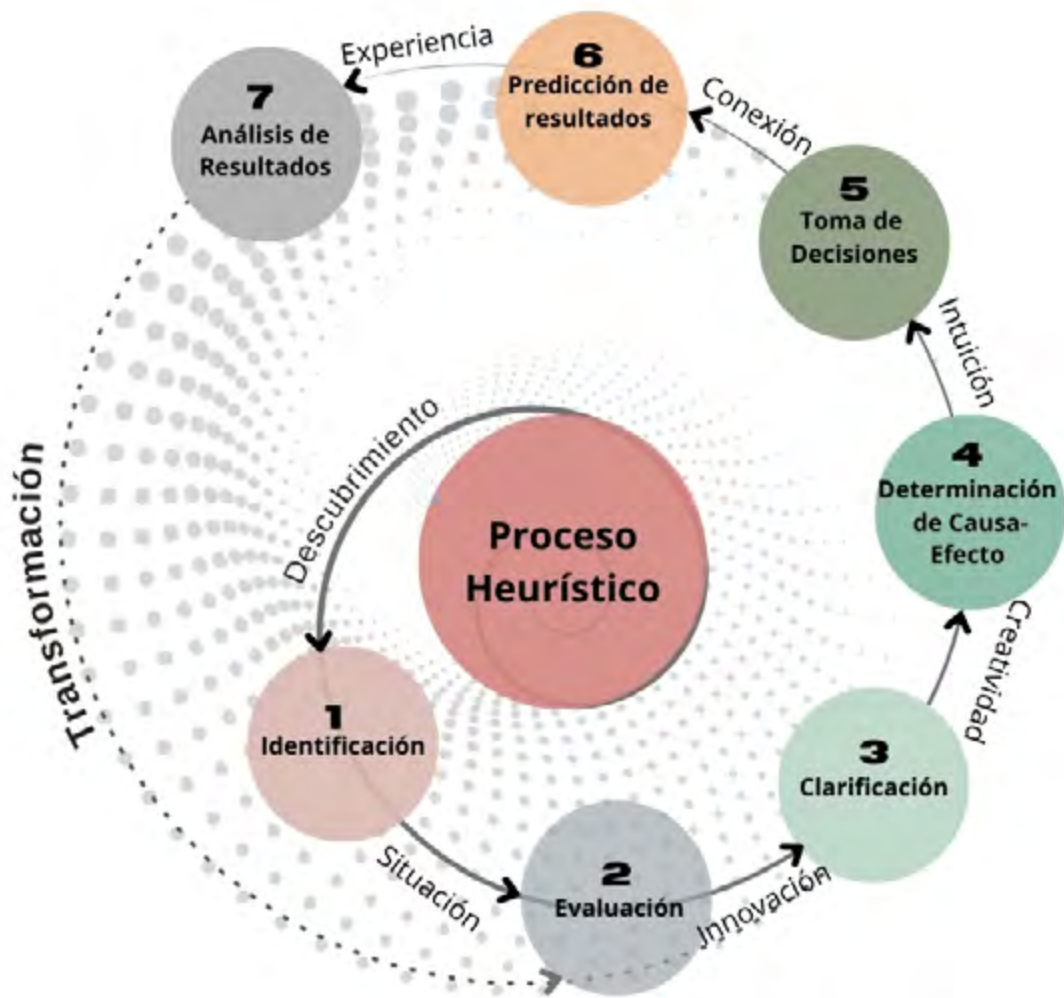 Proceso
Heurístico
Descubrimiento
1
Identificación
Situación
2
Evaluación
Innovación
3
Clarificación
Creatividad
4
Determinación
de Causa-
Efecto
Intuición
5
Toma de
Decisiones
Conexión
6
Predicción de
resultados
Experiencia
7
Análisis de
Resultados
Transformación